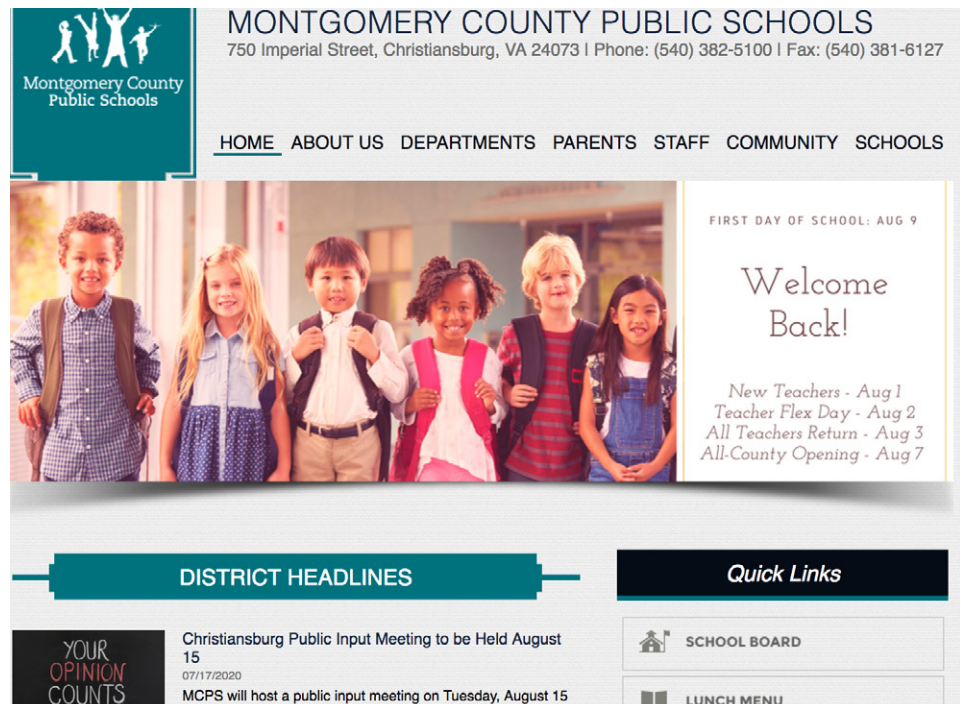 MONTGOMERY COUNTY PUBLIC SCHOOLS
750 Imperial Street, Christiansburg, VA 24073 | Phone: (540) 382-5100 | Fax: (540) 381-6127
Montgomery County
Public Schools
HOME ABOUT US DEPARTMENTS PARENTS STAFF COMMUNITY SCHOOLS
FIRST DAY OF SCHOOL: AUG 9
Welcome
Back!
New Teachers - Aug 1
Teacher Flex Day - Aug 2
All Teachers Return - Aug 3
All-County Opening - Aug 7
DISTRICT HEADLINES
YOUR
OPINION
COUNTS
Christiansburg Public Input Meeting to be Held August
15
07/17/2020
MCPS will host a public input meeting on Tuesday, August 15
Quick Links
SCHOOL BOARD
LUNCH MENU